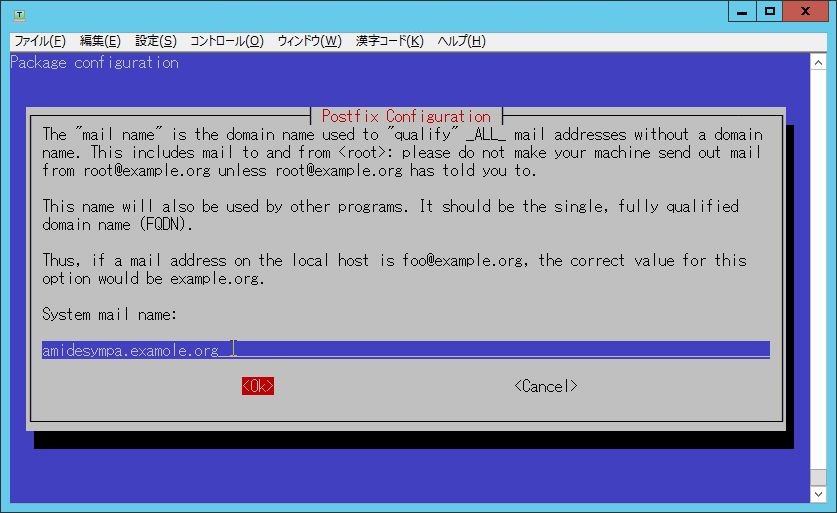 ファイル(F) 編集(E) 設定(S) コントロール(O) ウィンドウ(W) 漢字コード(K) ヘルプ(H)
Package configuration
Postfix Configuration
The "mail name" is the domain name used to "qualify" _ALL_ mail addresses without a domain
name. This includes mail to and from <root>: please do not make your machine send out mail
from root@example.org unless root@example.org has told you to.
This name will also be used by other programs. It should be the single, fully qualified
domain name (FQDN).
Thus, if a mail address on the local host is foo@example.org, the correct value for this
option would be example.org.
System mail name:
amidesympa.examole.org
<Ok> <Cancel>